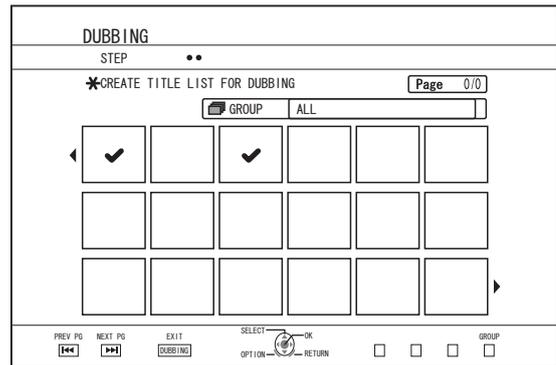 DUBBING
STEP
CREATE TITLE LIST FOR DUBBING
Page 0/0
GROUP ALL
PREV PG NEXT PG EXIT SELECT OK GROUP
DUBBING OPTION RETURN